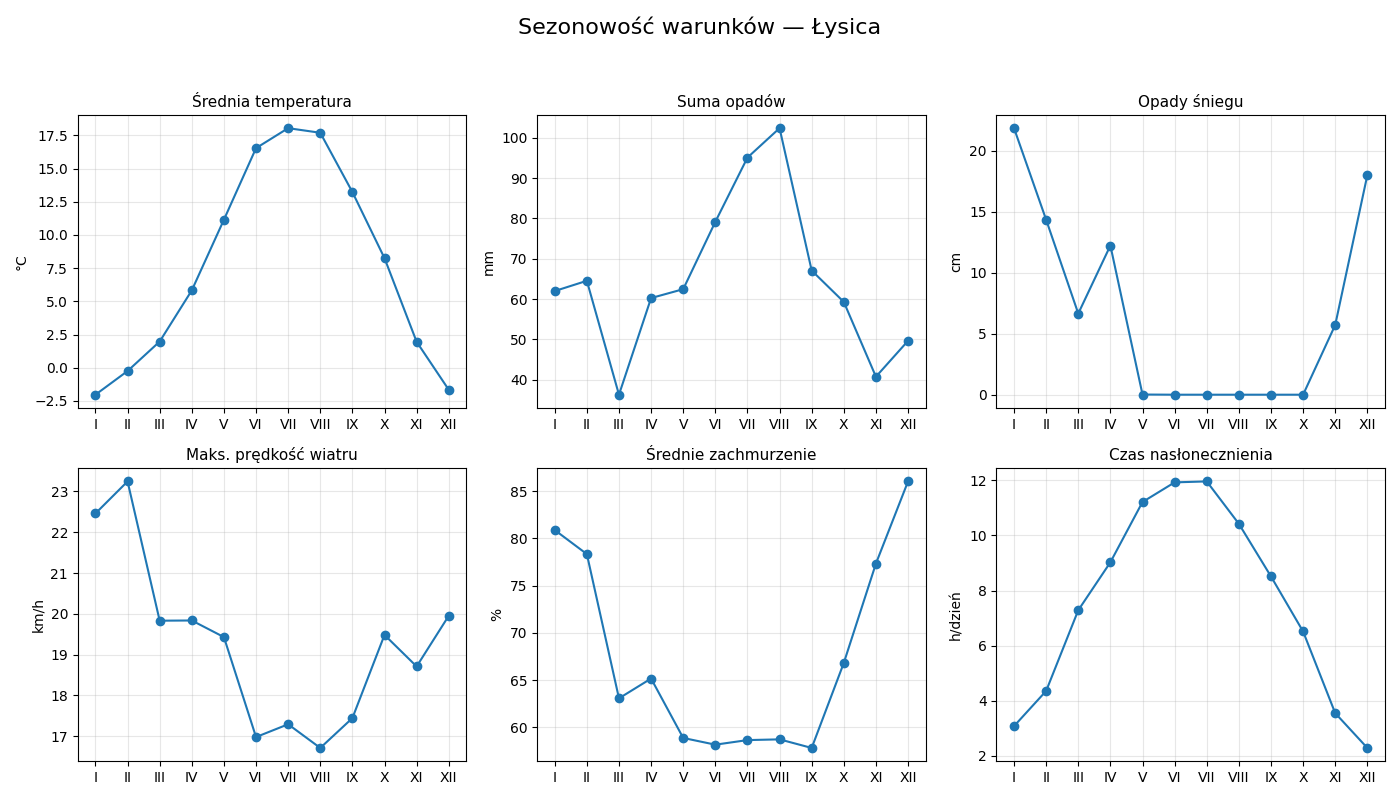 Sezonowość warunków — Łysica
Średnia temperatura
°C
17.5
15.0
12.5
10.0
7.5
5.0
2.5
0.0
−2.5
I II III IV V VI VII VIII IX X XI XII
Suma opadów
mm
100
90
80
70
60
50
40
I II III IV V VI VII VIII IX X XI XII
Opady śniegu
cm
20
15
10
5
0
I II III IV V VI VII VIII IX X XI XII
Maks. prędkość wiatru
km/h
23
22
21
20
19
18
17
I II III IV V VI VII VIII IX X XI XII
Średnie zachmurzenie
%
85
80
75
70
65
60
I II III IV V VI VII VIII IX X XI XII
Czas nasłonecznienia
h/dzień
12
10
8
6
4
2
I II III IV V VI VII VIII IX X XI XII